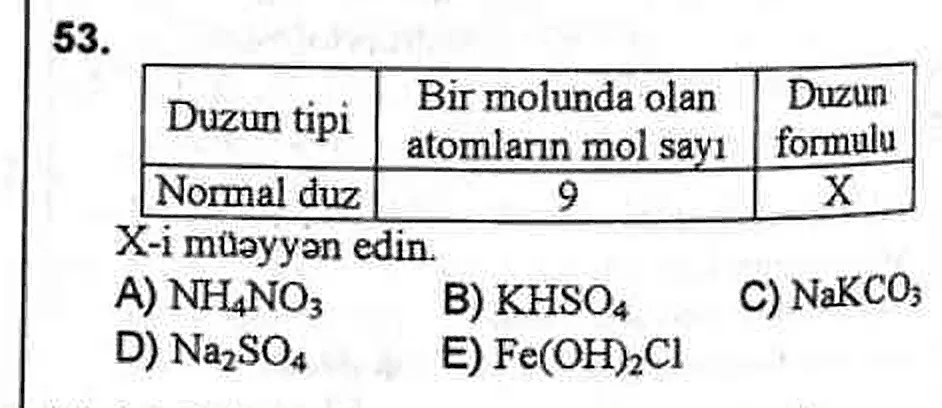 53.
Duzun tipi | Bir molunda olan atomların mol sayı | Duzun formulu
Normal duz | 9 | X
X-i müəyyən edin.
A) NH₄NO₃ B) KHSO₄ C) NaKCO₃
D) Na₂SO₄ E) Fe(OH)₂Cl